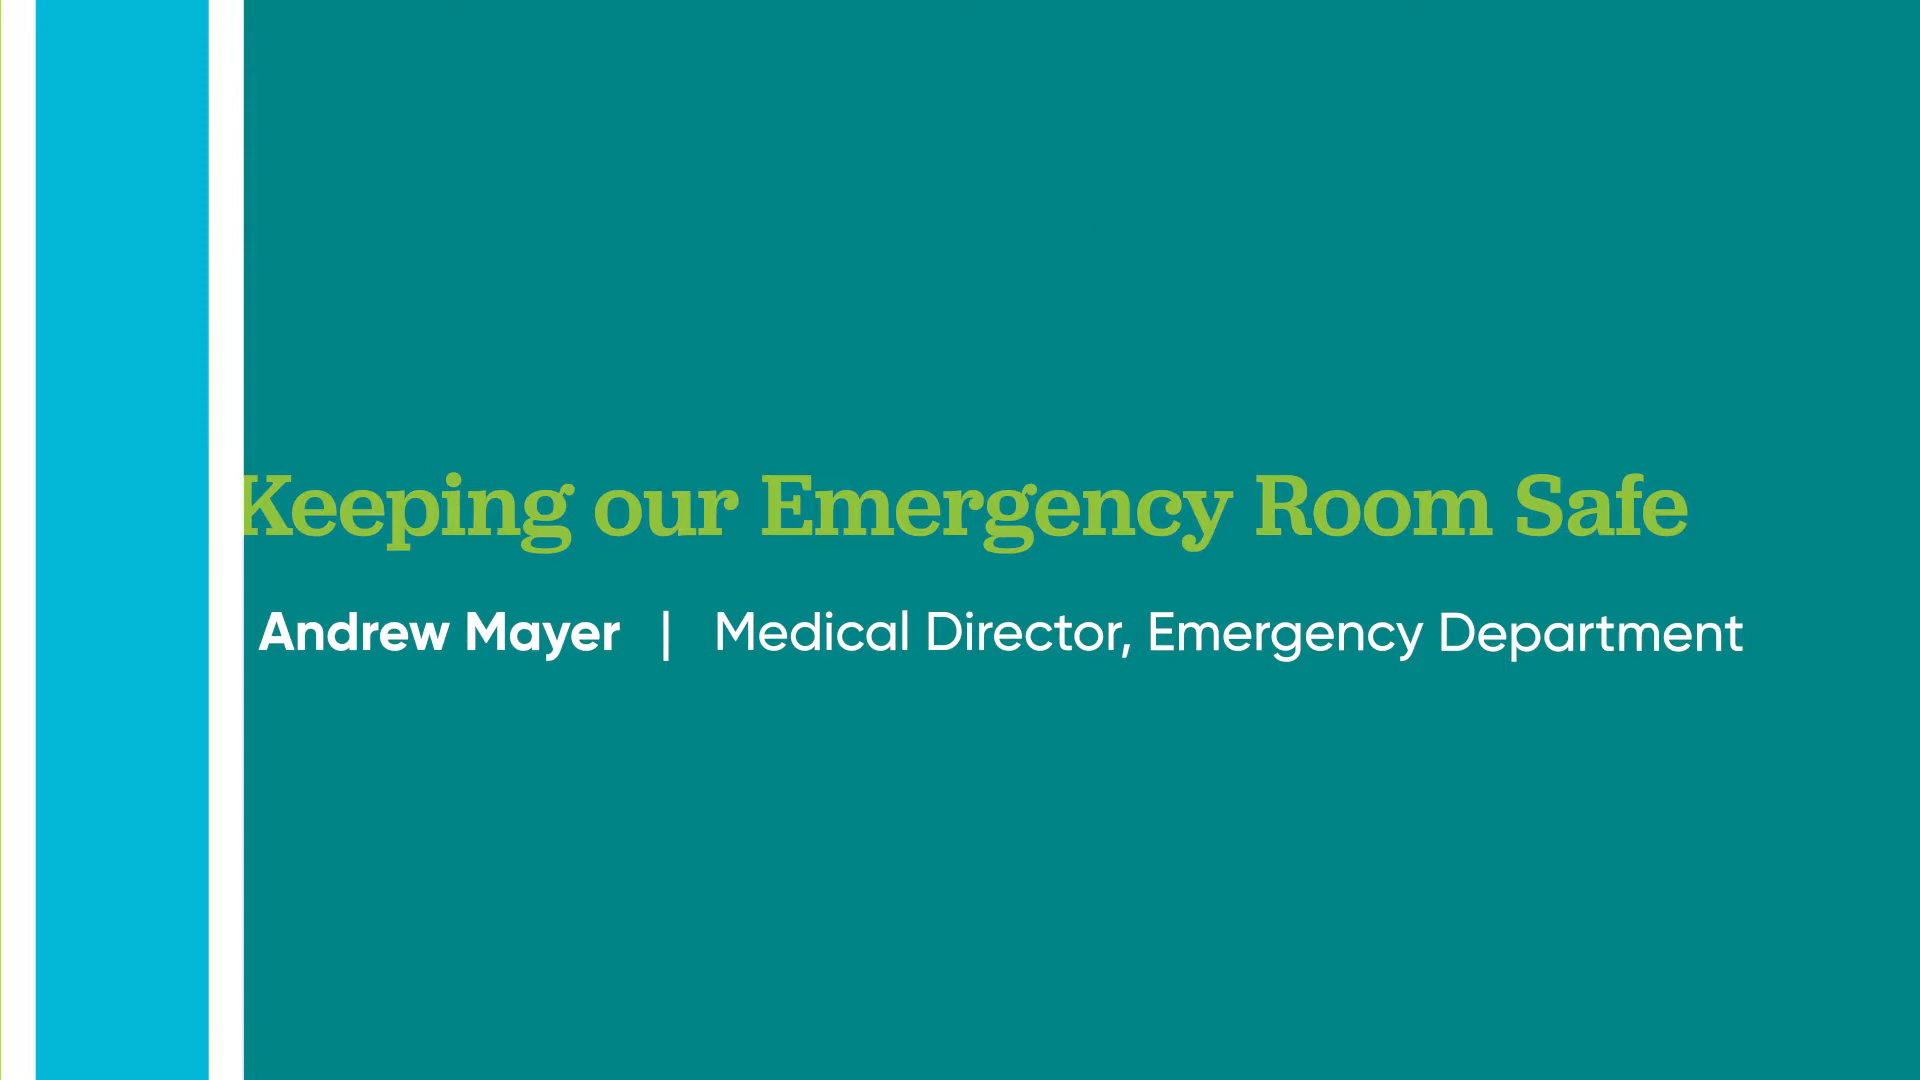 Keeping our Emergency Room Safe
Andrew Mayer | Medical Director, Emergency Department